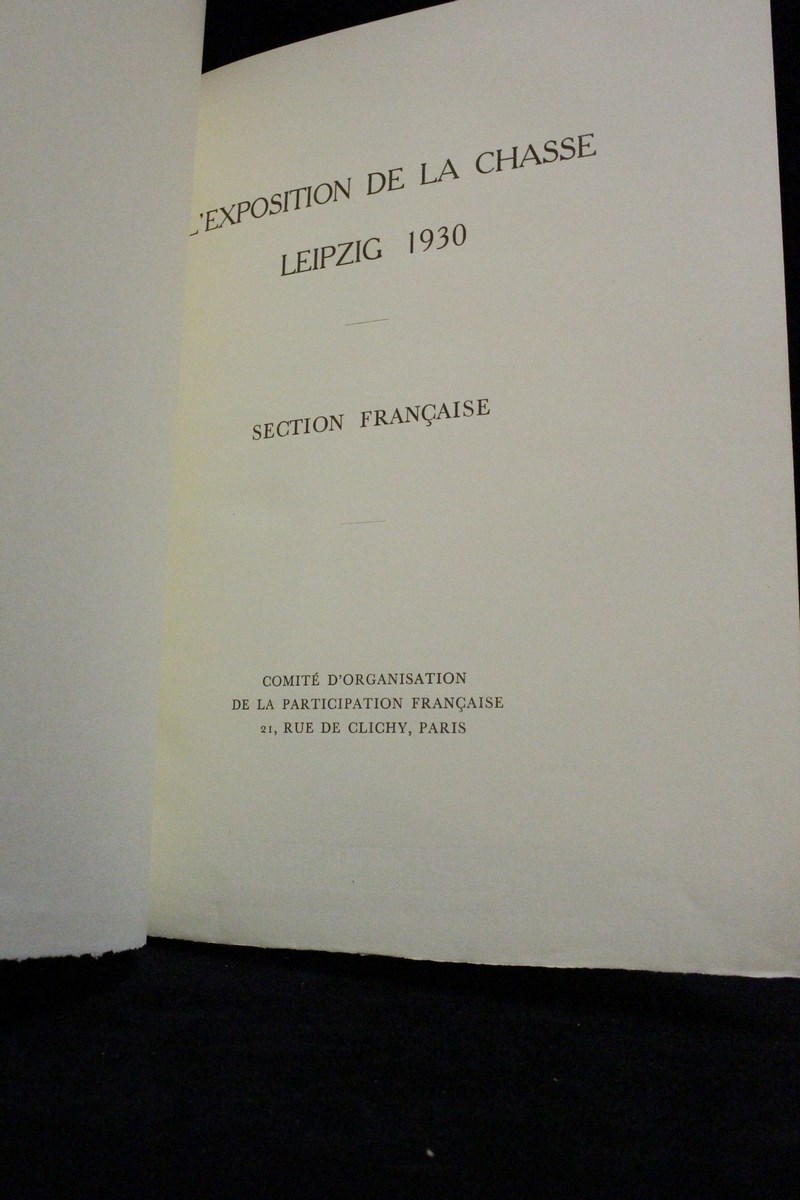 L'EXPOSITION DE LA CHASSE
LEIPZIG 1930
SECTION FRANÇAISE
COMITÉ D'ORGANISATION
DE LA PARTICIPATION FRANÇAISE
21, RUE DE CLICHY, PARIS